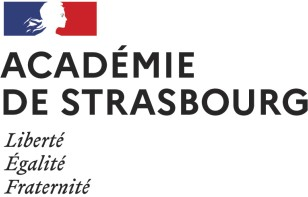 ACADÉMIE
DE STRASBOURG
Liberté
Égalité
Fraternité